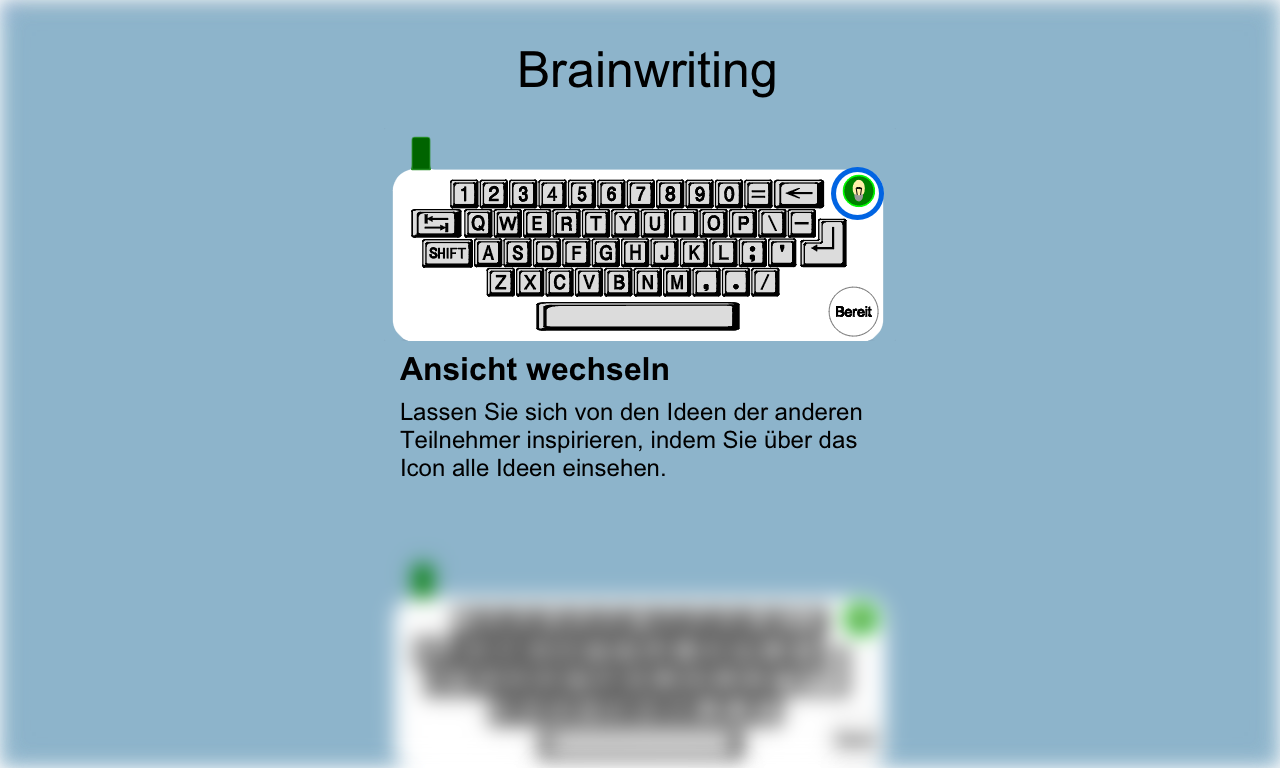 Brainwriting
1 2 3 4 5 6 7 8 9 0 =
Q W E R T Y U I O P \ –
SHIFT A S D F G H J K L ; '
Z X C V B N M , . /
Bereit
Ansicht wechseln
Lassen Sie sich von den Ideen der anderen
Teilnehmer inspirieren, indem Sie über das
Icon alle Ideen einsehen.